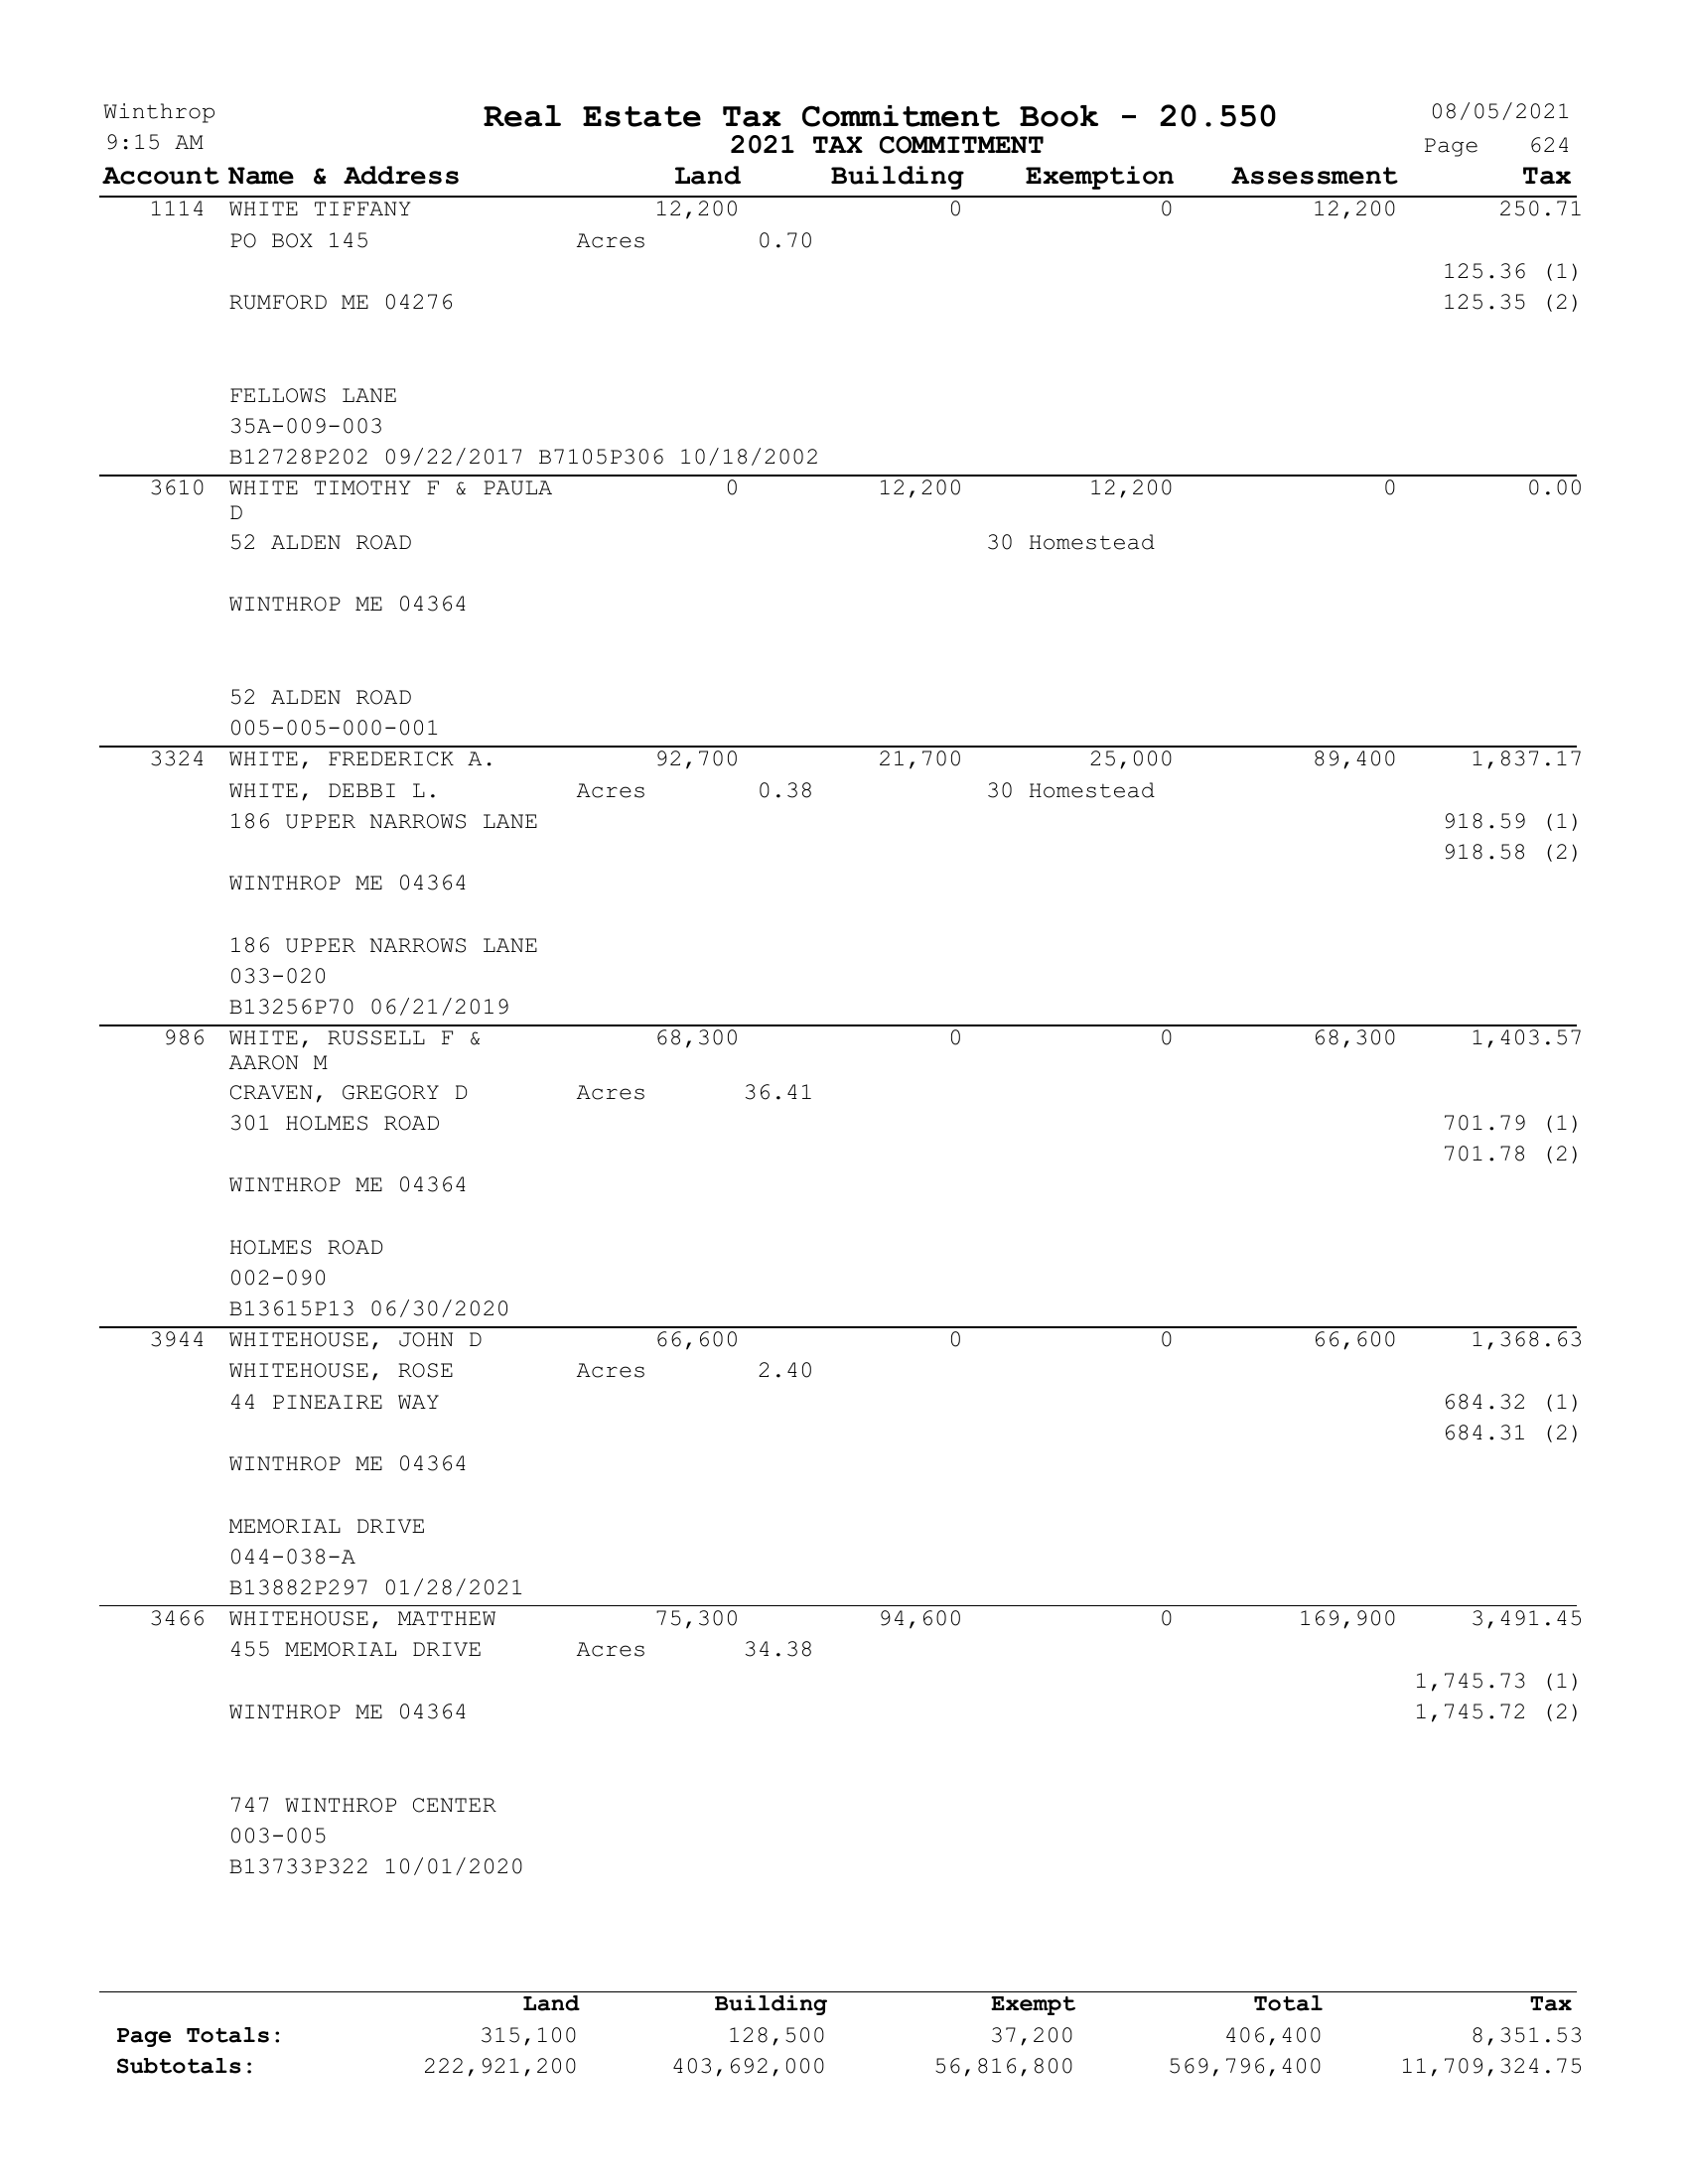 Winthrop Real Estate Tax Commitment Book - 20.550 08/05/2021
9:15 AM 2021 TAX COMMITMENT Page 624
Account Name & Address Land Building Exemption Assessment Tax
1114 WHITE TIFFANY 12,200 0 0 12,200 250.71
PO BOX 145 Acres 0.70
125.36 (1)
RUMFORD ME 04276 125.35 (2)
FELLOWS LANE
35A-009-003
B12728P202 09/22/2017 B7105P306 10/18/2002
3610 WHITE TIMOTHY F & PAULA 0 12,200 12,200 0 0.00
D
52 ALDEN ROAD 30 Homestead
WINTHROP ME 04364
52 ALDEN ROAD
005-005-000-001
3324 WHITE, FREDERICK A. 92,700 21,700 25,000 89,400 1,837.17
WHITE, DEBBI L. Acres 0.38 30 Homestead
186 UPPER NARROWS LANE 918.59 (1)
918.58 (2)
WINTHROP ME 04364
186 UPPER NARROWS LANE
033-020
B13256P70 06/21/2019
986 WHITE, RUSSELL F & 68,300 0 0 68,300 1,403.57
AARON M
CRAVEN, GREGORY D Acres 36.41
301 HOLMES ROAD 701.79 (1)
701.78 (2)
WINTHROP ME 04364
HOLMES ROAD
002-090
B13615P13 06/30/2020
3944 WHITEHOUSE, JOHN D 66,600 0 0 66,600 1,368.63
WHITEHOUSE, ROSE Acres 2.40
44 PINEAIRE WAY 684.32 (1)
684.31 (2)
WINTHROP ME 04364
MEMORIAL DRIVE
044-038-A
B13882P297 01/28/2021
3466 WHITEHOUSE, MATTHEW 75,300 94,600 0 169,900 3,491.45
455 MEMORIAL DRIVE Acres 34.38
1,745.73 (1)
WINTHROP ME 04364 1,745.72 (2)
747 WINTHROP CENTER
003-005
B13733P322 10/01/2020
Land Building Exempt Total Tax
Page Totals: 315,100 128,500 37,200 406,400 8,351.53
Subtotals: 222,921,200 403,692,000 56,816,800 569,796,400 11,709,324.75